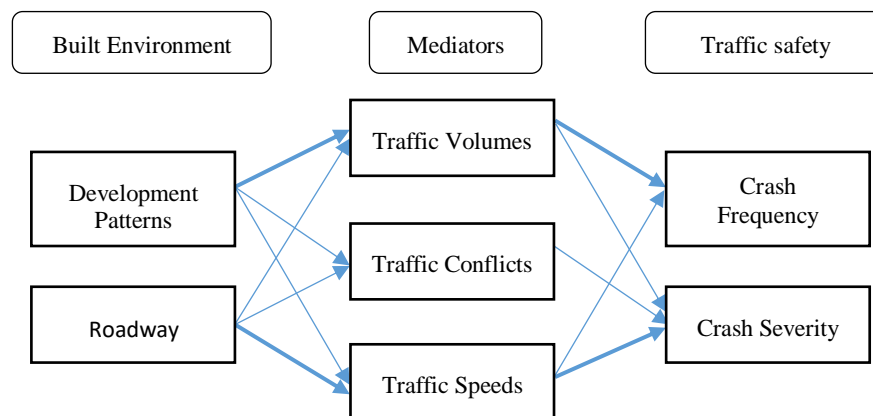 Built Environment
Mediators
Traffic safety
Development
Patterns
Roadway
Traffic Volumes
Traffic Conflicts
Traffic Speeds
Crash
Frequency
Crash Severity